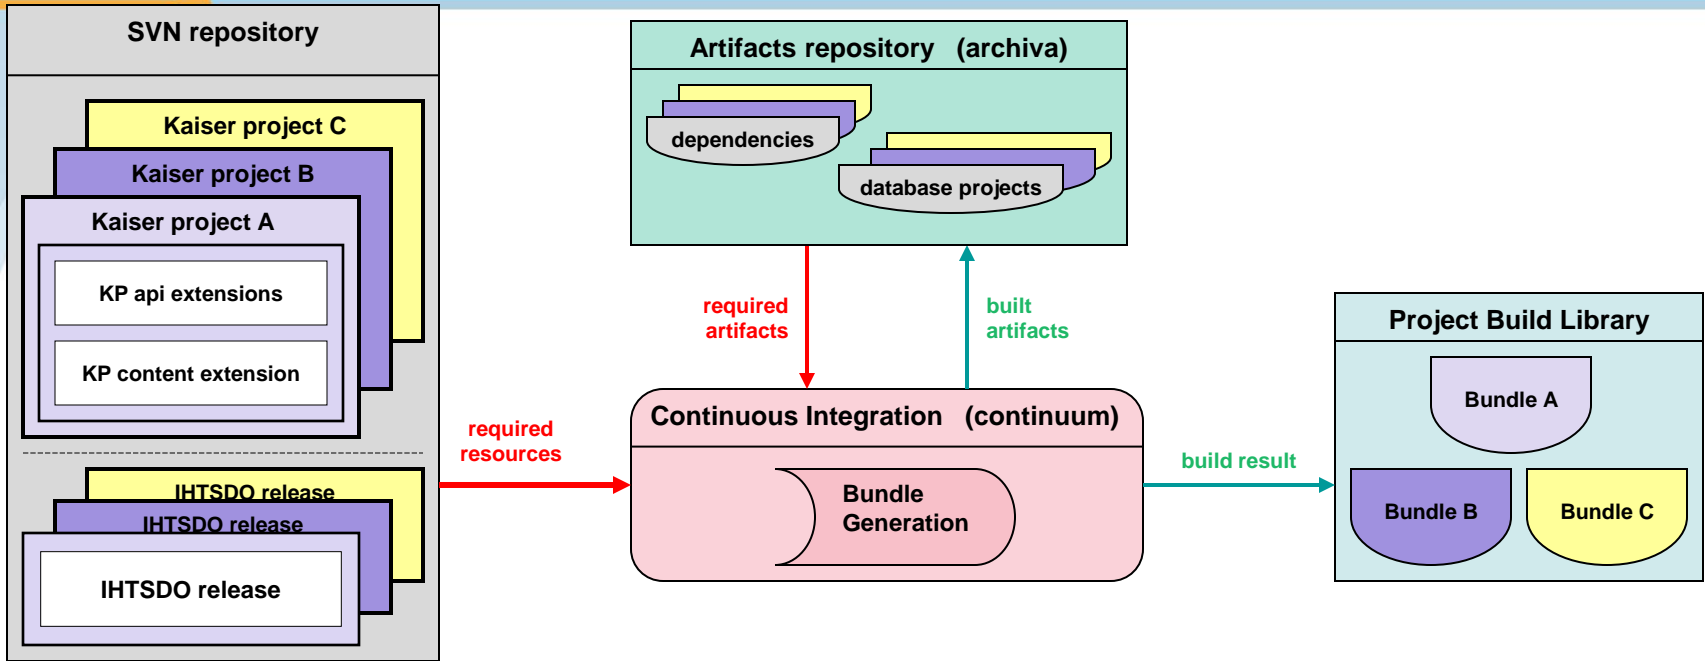 SVN repository
Kaiser project C
Kaiser project B
Kaiser project A
KP api extensions
KP content extension
IHTSDO release
IHTSDO release
IHTSDO release
required
resources
Artifacts repository (archiva)
dependencies
database projects
required
artifacts
built
artifacts
Continuous Integration (continuum)
Bundle
Generation
build result
Project Build Library
Bundle A
Bundle B
Bundle C